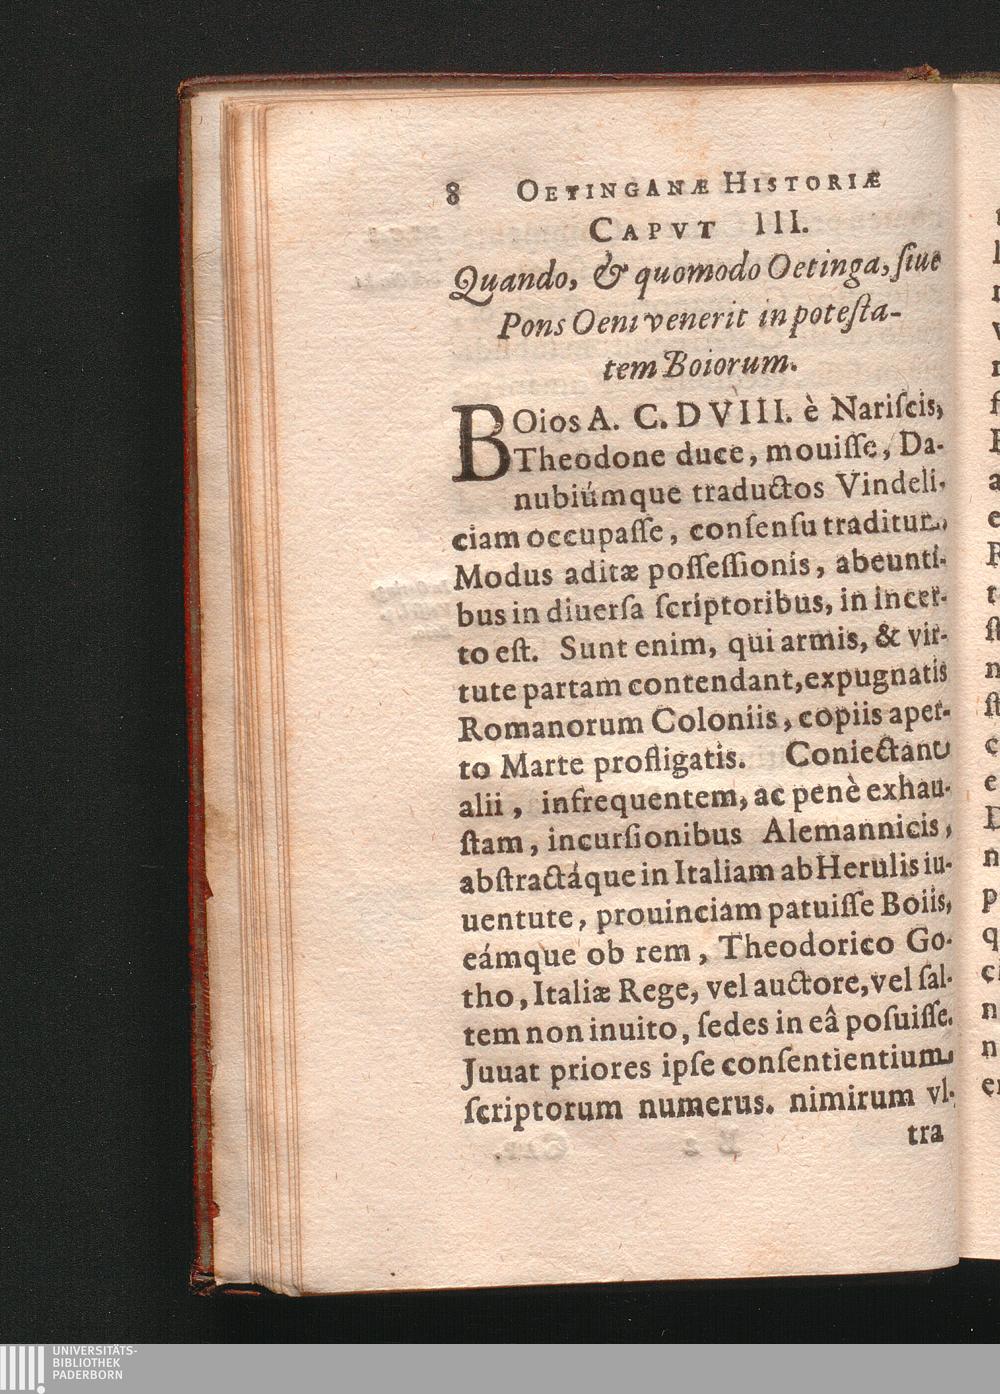 8 OETINGANÆ HISTORIÆ
CAPVT III.
Quando, & quomodo Oetinga, ſiue
Pons Oeni venerit in poteſta-
tem Boiorum.
BOios A. C. DVIII. è Nariſcis,
Theodone duce, mouiſſe, Da-
nubiúmque traductos Vindeli-
ciam occupaſſe, conſenſu traditur.
Modus aditæ poſſeſſionis, abeunti-
bus in diuerſa ſcriptoribus, in incer-
to eſt. Sunt enim, qui armis, & vir-
tute partam contendant, expugnatis
Romanorum Coloniis, copiis aper-
to Marte profligatis. Coniectant
alii, infrequentem, ac penè exhau-
ſtam, incurſionibus Alemannicis,
abſtractáque in Italiam ab Herulis iu-
uentute, prouinciam patuiſſe Boiis,
eámque ob rem, Theodorico Go-
tho, Italiæ Rege, vel auctore, vel ſal-
tem non inuito, ſedes in eâ poſuiſſe.
Juuat priores ipſe conſentientium
ſcriptorum numerus. nimirum vl-
tra
UNIVERSITÄTS-
BIBLIOTHEK
PADERBORN